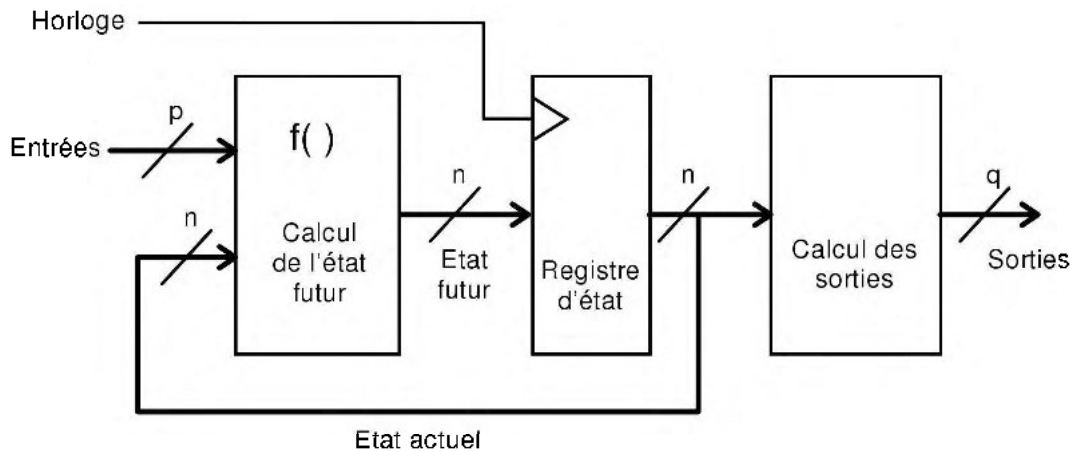 Horloge
p
Entrées
f( )
n
Calcul
de l'état
futur
n
Etat
futur
Registre
d'état
n
Calcul des
sorties
q
Sorties
Etat actuel